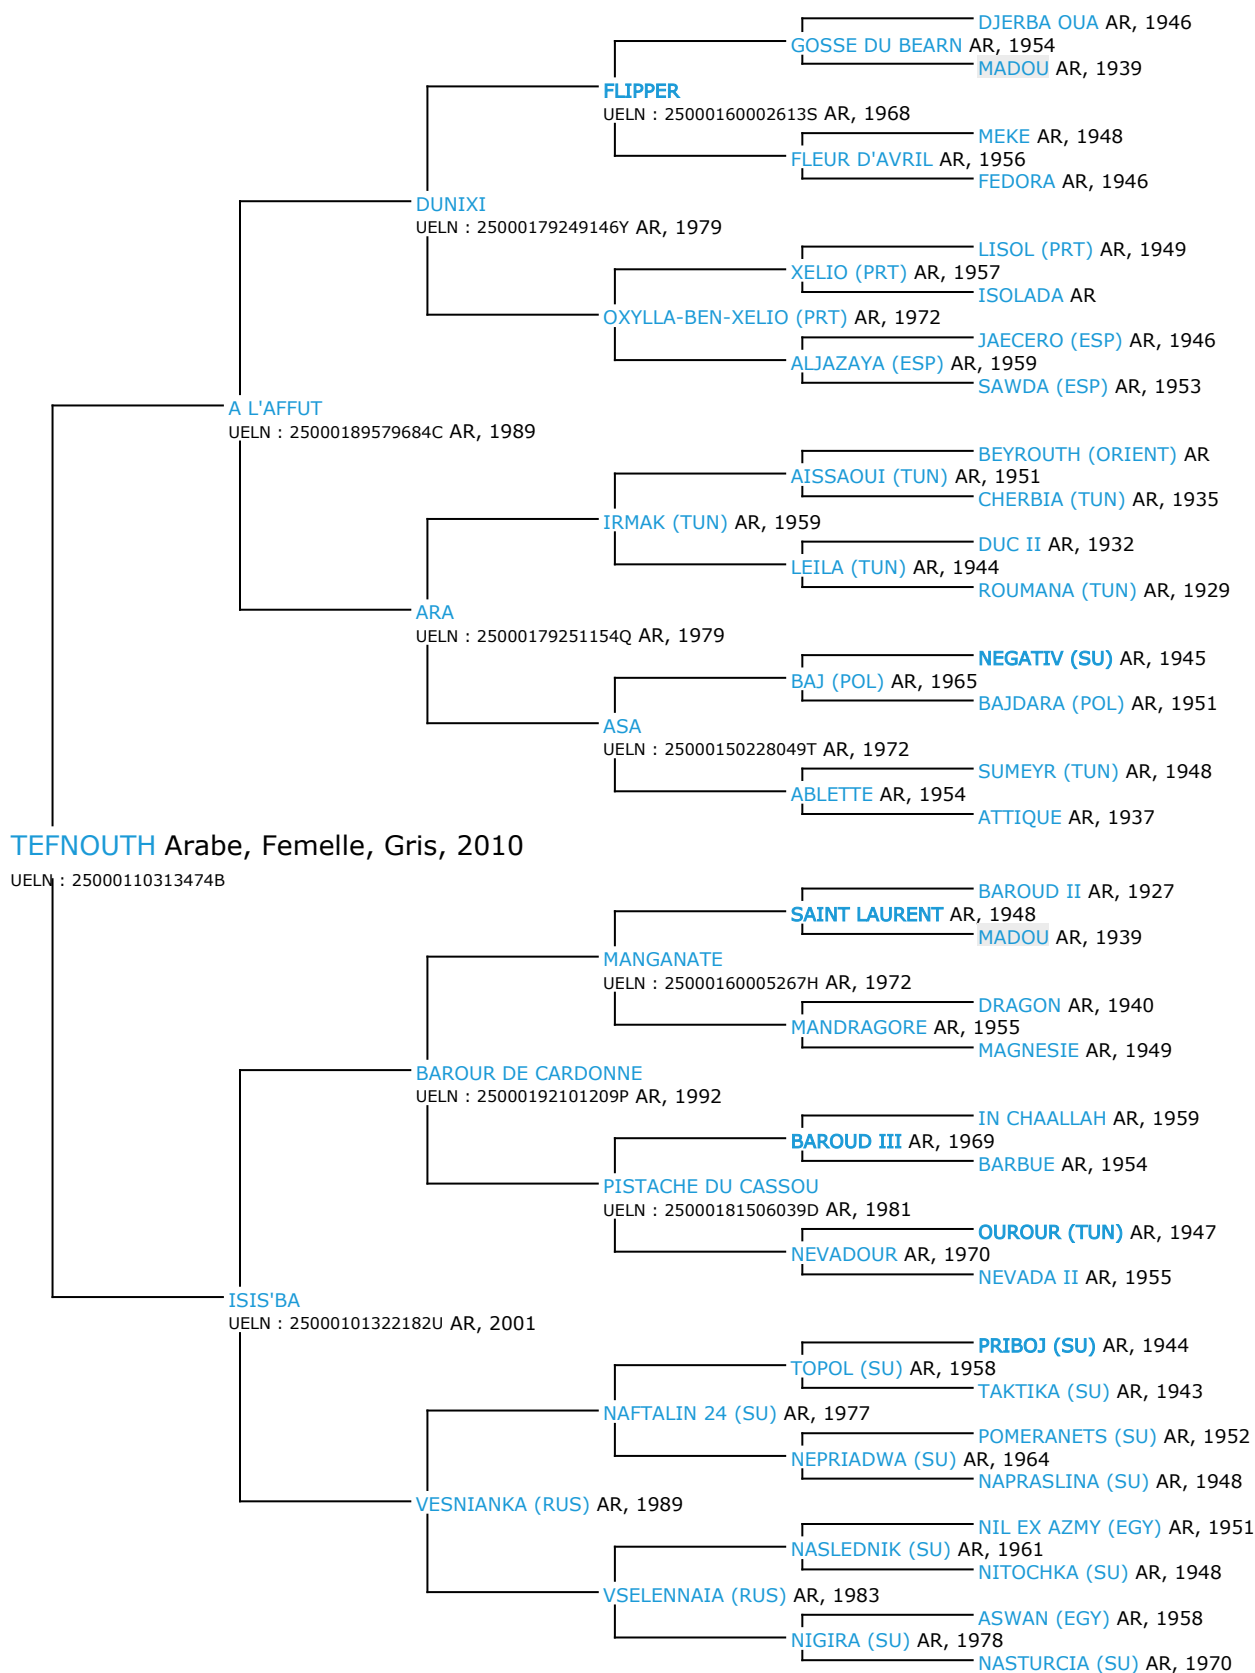 DJERBA OUA AR, 1946
GOSSE DU BEARN AR, 1954
MADOU AR, 1939
FLIPPER
UELN : 25000160002613S AR, 1968
MEKE AR, 1948
FLEUR D'AVRIL AR, 1956
FEDORA AR, 1946
DUNIXI
UELN : 25000179249146Y AR, 1979
LISOL (PRT) AR, 1949
XELIO (PRT) AR, 1957
ISOLADA AR
OXYLLA-BEN-XELIO (PRT) AR, 1972
JAECERO (ESP) AR, 1946
ALJAZAYA (ESP) AR, 1959
SAWDA (ESP) AR, 1953
A L'AFFUT
UELN : 25000189579684C AR, 1989
BEYROUTH (ORIENT) AR
AISSAOUI (TUN) AR, 1951
CHERBIA (TUN) AR, 1935
IRMAK (TUN) AR, 1959
DUC II AR, 1932
LEILA (TUN) AR, 1944
ROUMANA (TUN) AR, 1929
ARA
UELN : 25000179251154Q AR, 1979
NEGATIV (SU) AR, 1945
BAJ (POL) AR, 1965
BAJDARA (POL) AR, 1951
ASA
UELN : 25000150228049T AR, 1972
SUMEYR (TUN) AR, 1948
ABLETTE AR, 1954
ATTIQUE AR, 1937
TEFNOUTH Arabe, Femelle, Gris, 2010
UELN : 25000110313474B
BAROUD II AR, 1927
SAINT LAURENT AR, 1948
MADOU AR, 1939
MANGANATE
UELN : 25000160005267H AR, 1972
DRAGON AR, 1940
MANDRAGORE AR, 1955
MAGNESIE AR, 1949
BAROUR DE CARDONNE
UELN : 25000192101209P AR, 1992
IN CHAALLAH AR, 1959
BAROUD III AR, 1969
BARBUE AR, 1954
PISTACHE DU CASSOU
UELN : 25000181506039D AR, 1981
OUROUR (TUN) AR, 1947
NEVADOUR AR, 1970
NEVADA II AR, 1955
ISIS'BA
UELN : 25000101322182U AR, 2001
PRIBOJ (SU) AR, 1944
TOPOL (SU) AR, 1958
TAKTIKA (SU) AR, 1943
NAFTALIN 24 (SU) AR, 1977
POMERANETS (SU) AR, 1952
NEPRIADWA (SU) AR, 1964
NAPRASLINA (SU) AR, 1948
VESNIANKA (RUS) AR, 1989
NIL EX AZMY (EGY) AR, 1951
NASLEDNIK (SU) AR, 1961
NITOCHKA (SU) AR, 1948
VSELENNAIA (RUS) AR, 1983
ASWAN (EGY) AR, 1958
NIGIRA (SU) AR, 1978
NASTURCIA (SU) AR, 1970